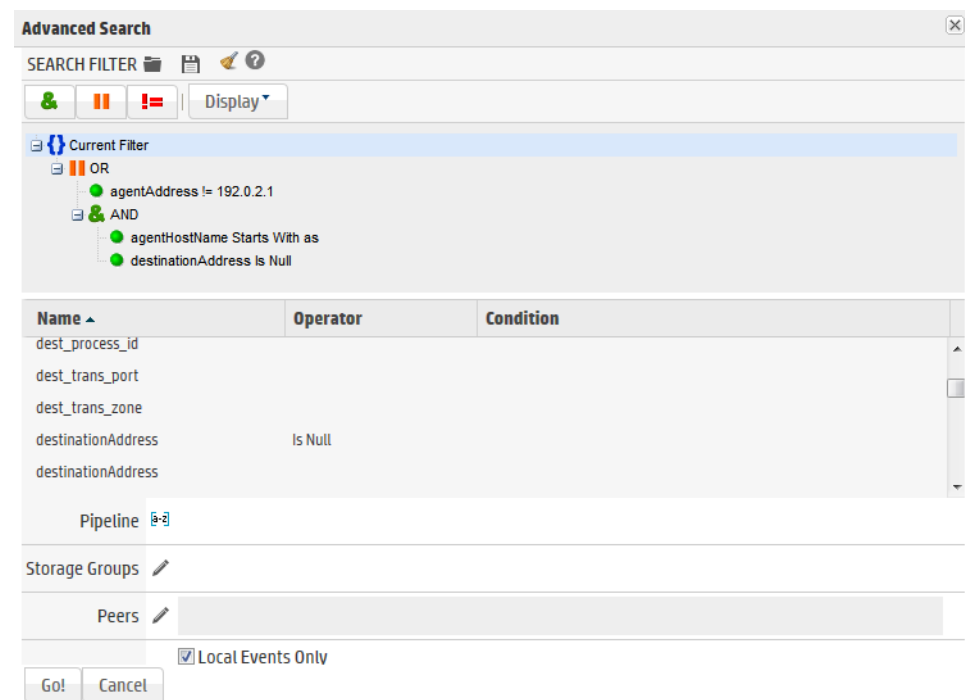 Advanced Search
SEARCH FILTER ?
& != | Display
{} Current Filter
OR
agentAddress != 192.0.2.1
& AND
agentHostName Starts With as
destinationAddress Is Null
Name Operator Condition
dest_process_id
dest_trans_port
dest_trans_zone
destinationAddress Is Null
destinationAddress
Pipeline [a-z]
Storage Groups
Peers
Local Events Only
Go! Cancel